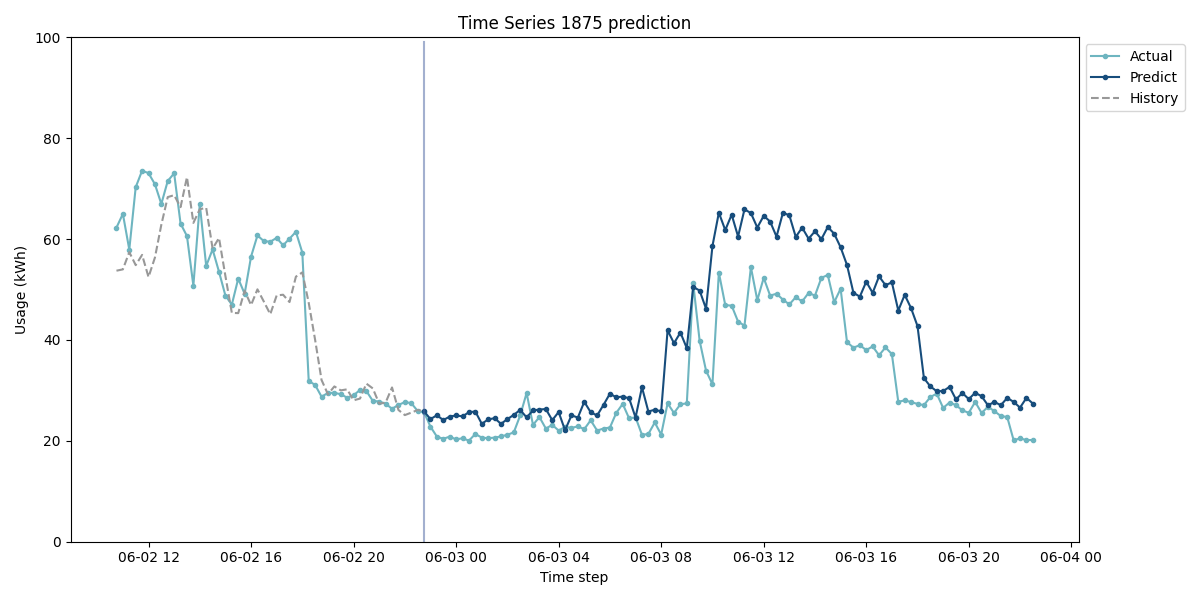 Time Series 1875 prediction
100
80
60
40
20
0
Usage (kWh)
06-02 12
06-02 16
06-02 20
06-03 00
06-03 04
06-03 08
06-03 12
06-03 16
06-03 20
06-04 00
Time step
Actual
Predict
History